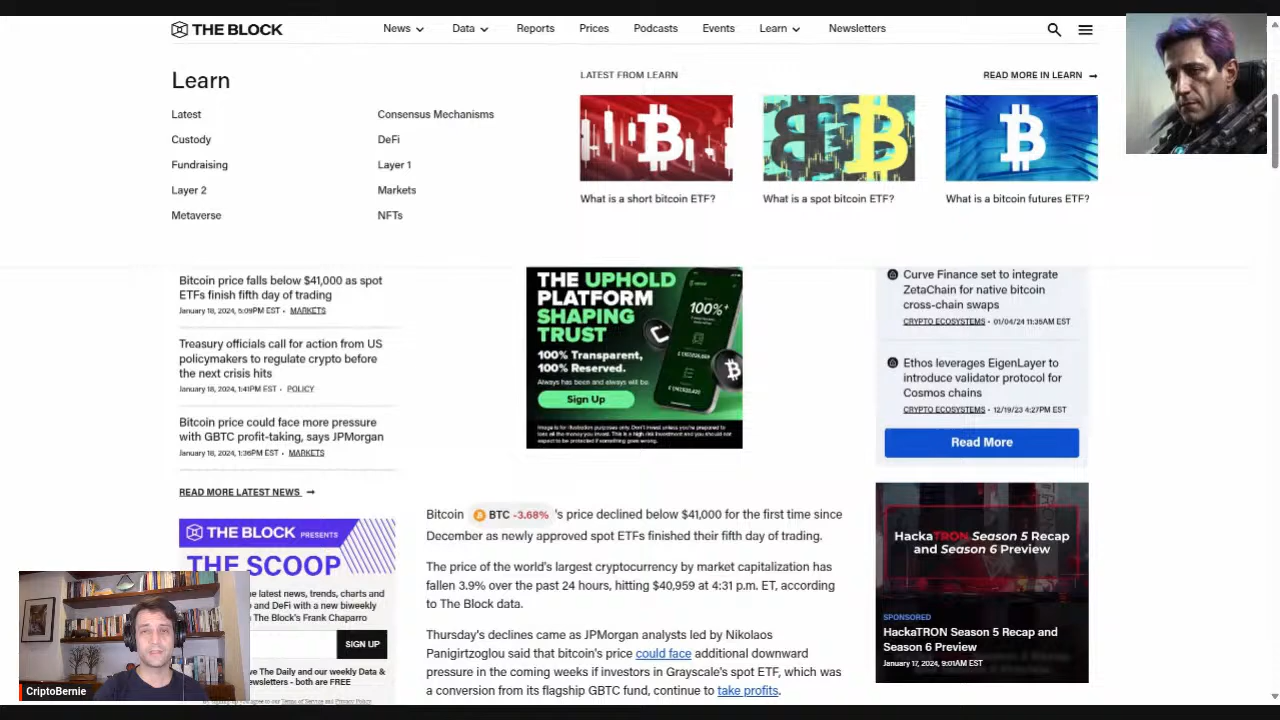 THE BLOCK
News
Data
Reports
Prices
Podcasts
Events
Learn
Newsletters
Learn
Latest
Custody
Fundraising
Layer 2
Metaverse
Consensus Mechanisms
DeFi
Layer 1
Markets
NFTs
LATEST FROM LEARN
READ MORE IN LEARN
What is a short bitcoin ETF?
What is a spot bitcoin ETF?
What is a bitcoin futures ETF?
Bitcoin price falls below $41,000 as spot
ETFs finish fifth day of trading
January 18, 2024, 5:09PM EST • MARKETS
Treasury officials call for action from US
policymakers to regulate crypto before
the next crisis hits
January 18, 2024, 1:41PM EST • POLICY
Bitcoin price could face more pressure
with GBTC profit-taking, says JPMorgan
January 18, 2024, 1:36PM EST • MARKETS
READ MORE LATEST NEWS
THE BLOCK PRESENTS
THE SCOOP
latest news, trends, charts and
and DeFi with a new biweekly
The Block's Frank Chaparro
SIGN UP
The Daily and our weekly Data &
newsletters - both are FREE
CriptoBernie
THE UPHOLD
PLATFORM
SHAPING
TRUST
100% Transparent,
100% Reserved.
Always has been and always will be.
Sign Up
100%+
Bitcoin BTC -3.68% 's price declined below $41,000 for the first time since
December as newly approved spot ETFs finished their fifth day of trading.
The price of the world's largest cryptocurrency by market capitalization has
fallen 3.9% over the past 24 hours, hitting $40,959 at 4:31 p.m. ET, according
to The Block data.
Thursday's declines came as JPMorgan analysts led by Nikolaos
Panigirtzoglou said that bitcoin's price could face additional downward
pressure in the coming weeks if investors in Grayscale's spot ETF, which was
a conversion from its flagship GBTC fund, continue to take profits.
Curve Finance set to integrate
ZetaChain for native bitcoin
cross-chain swaps
CRYPTO ECOSYSTEMS • 01/04/24 11:35AM EST
Ethos leverages EigenLayer to
introduce validator protocol for
Cosmos chains
CRYPTO ECOSYSTEMS • 12/19/23 4:27PM EST
Read More
HackaTRON Season 5 Recap
and Season 6 Preview
SPONSORED
HackaTRON Season 5 Recap and
Season 6 Preview
January 17, 2024, 9:01AM EST